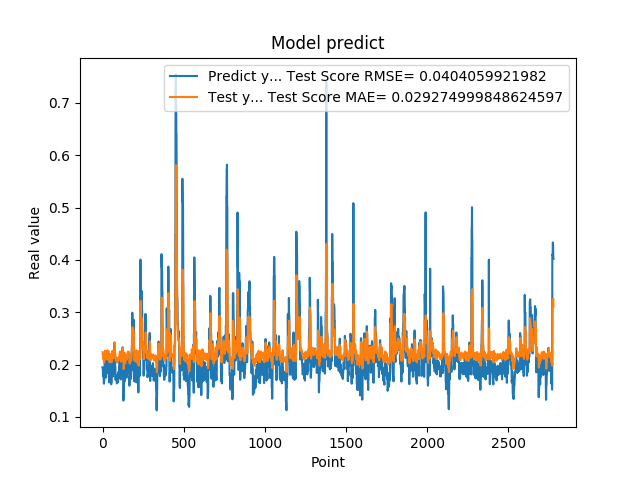 Model predict
Predict y... Test Score RMSE= 0.0404059921982
Test y... Test Score MAE= 0.029274999848624597
0.7
0.6
0.5
0.4
0.3
0.2
0.1
Real value
0 500 1000 1500 2000 2500
Point